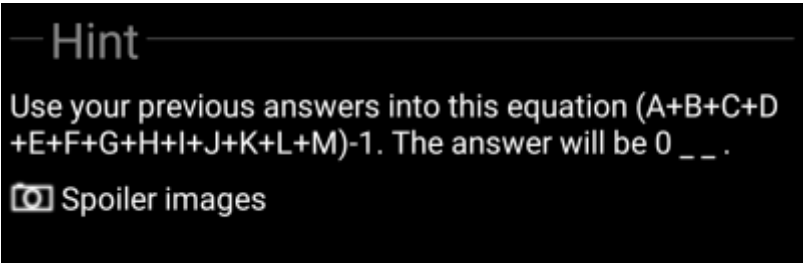 Hint
Use your previous answers into this equation (A+B+C+D
+E+F+G+H+I+J+K+L+M)-1. The answer will be 0 _ _ .
Spoiler images